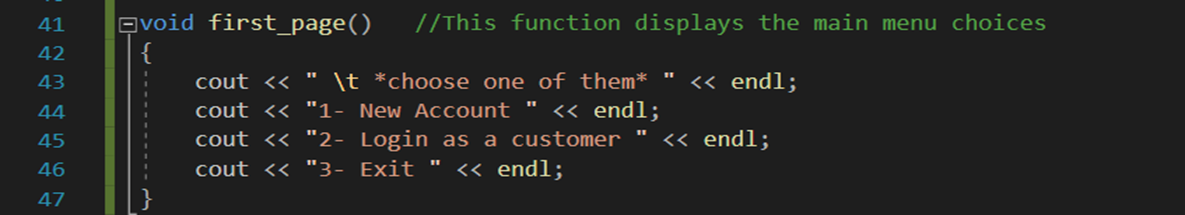 41 void first_page() //This function displays the main menu choices
42 {
43 cout << " \t *choose one of them* " << endl;
44 cout << "1- New Account " << endl;
45 cout << "2- Login as a customer " << endl;
46 cout << "3- Exit " << endl;
47 }